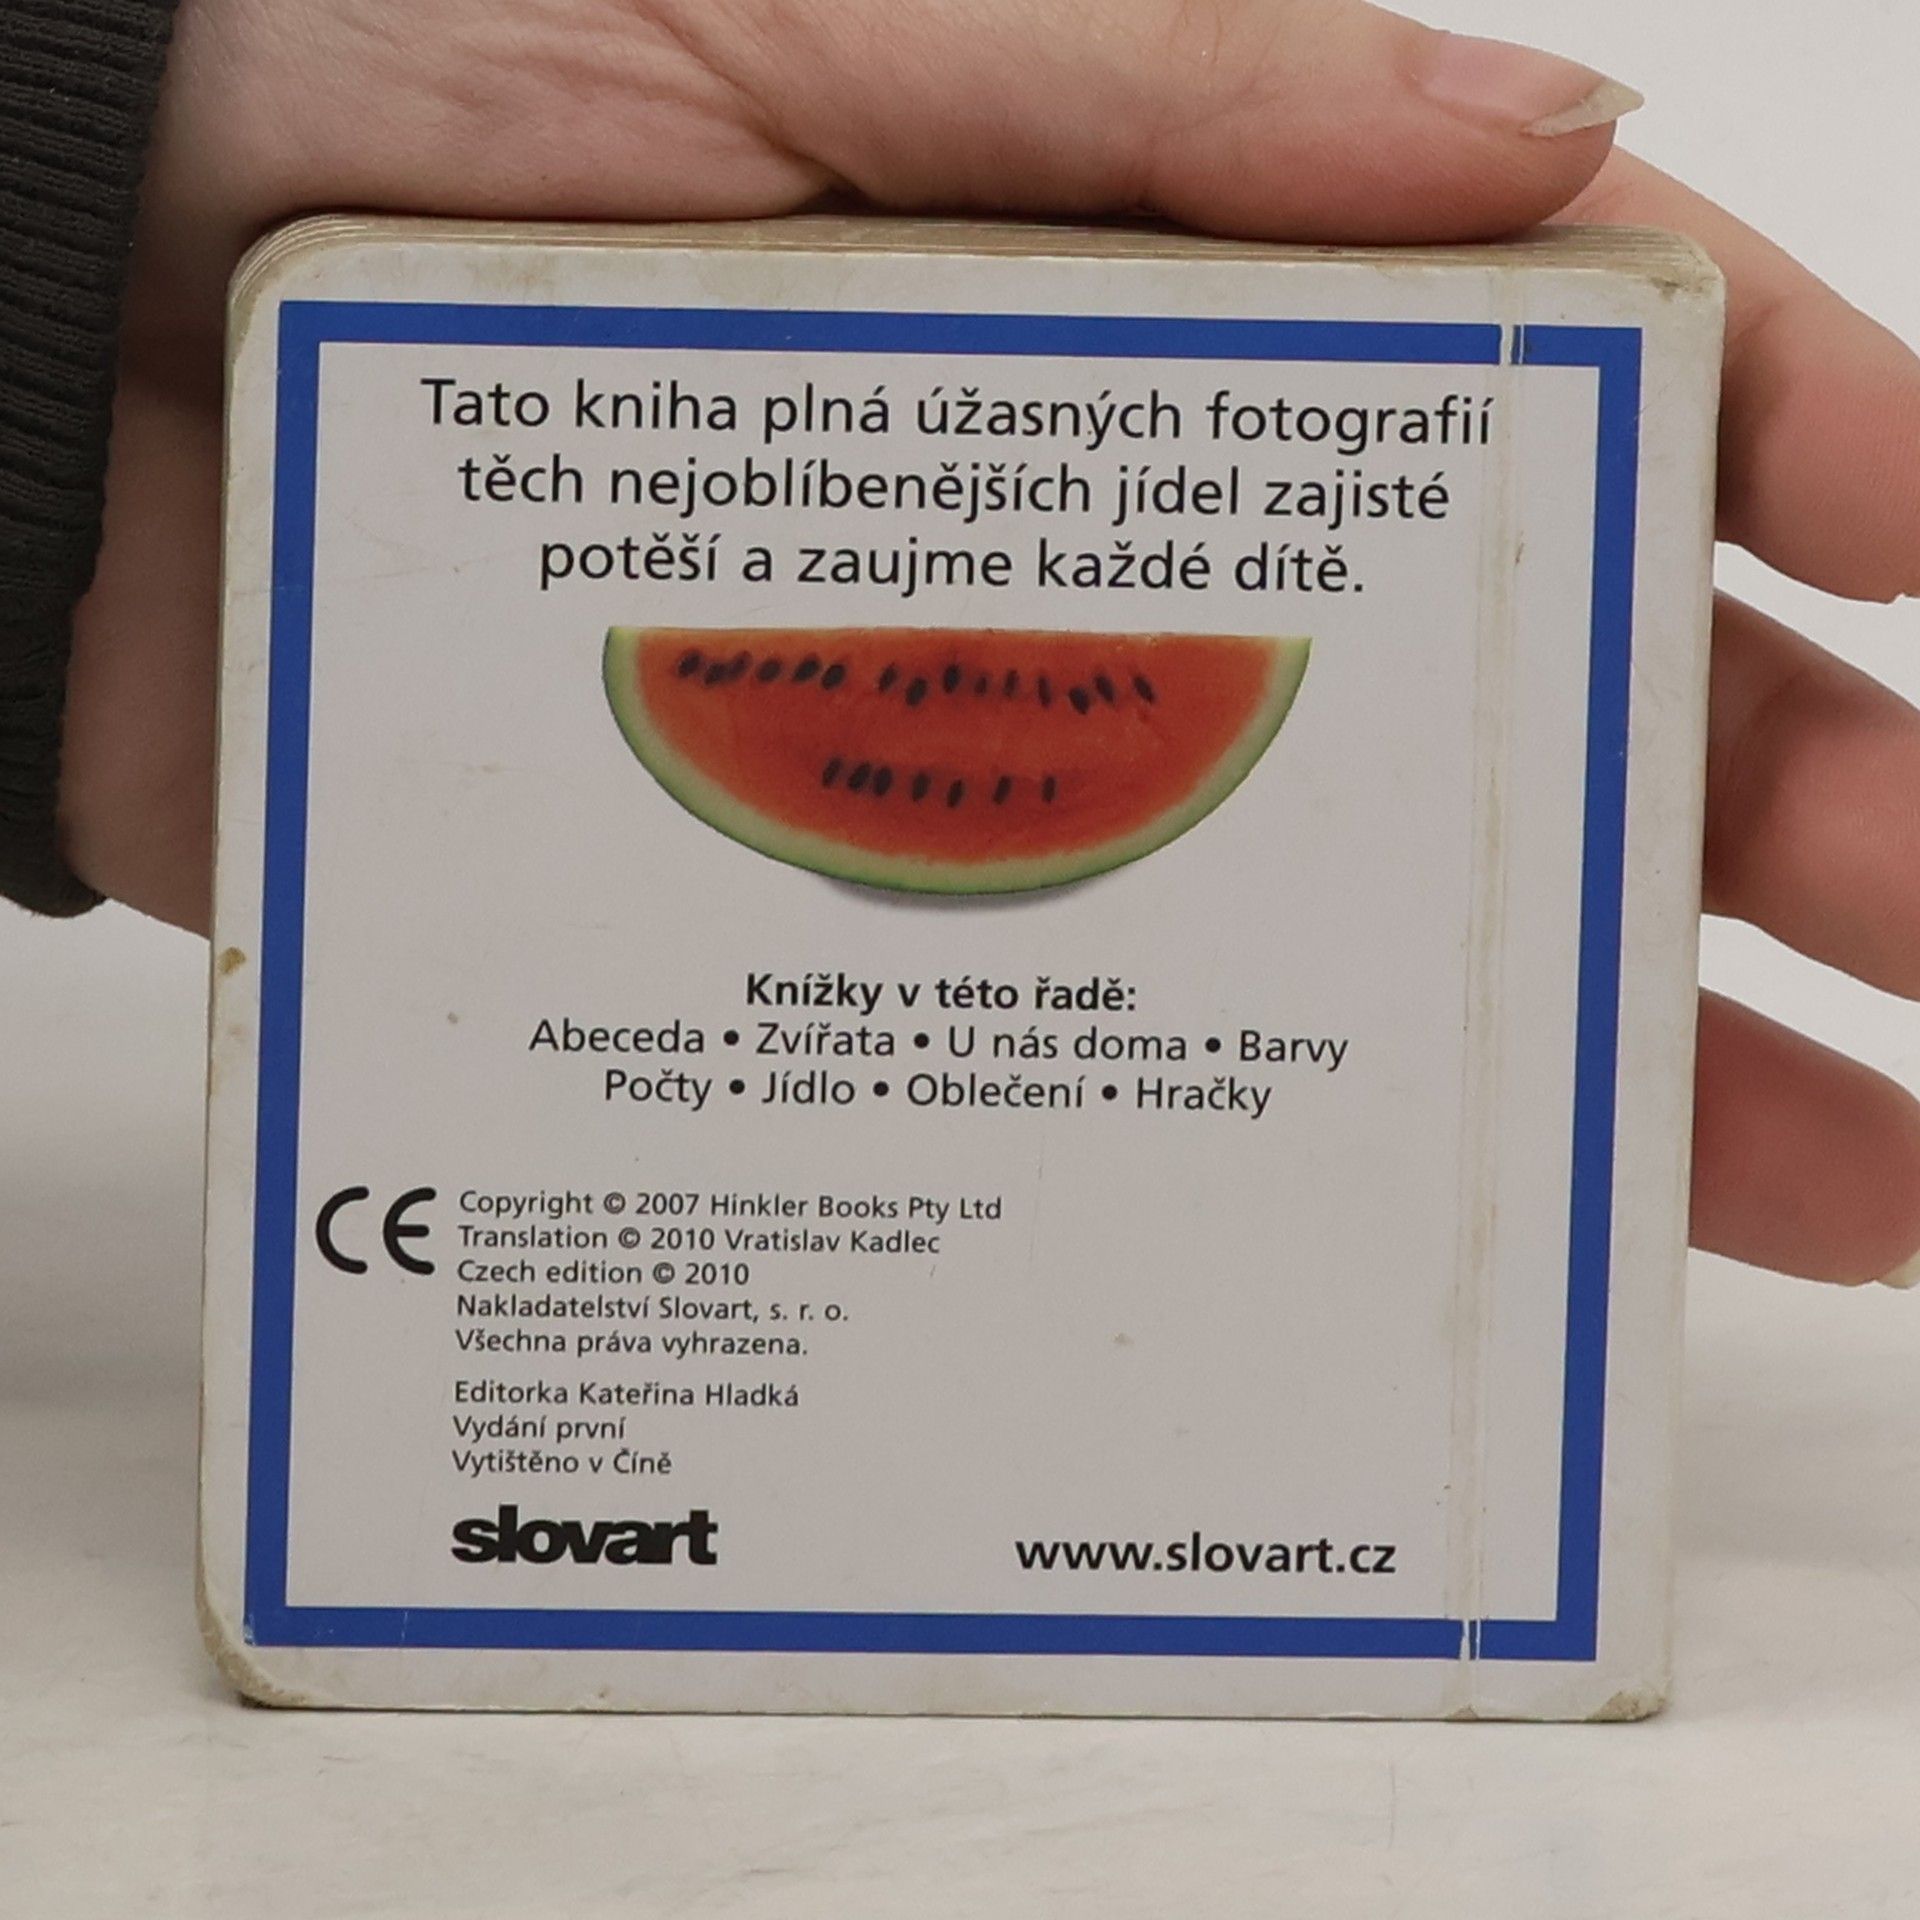 Tato kniha plná úžasných fotografií
těch nejoblíbenějších jídel zajisté
potěší a zaujme každé dítě.
Knížky v této řadě:
Abeceda • Zvířata • U nás doma • Barvy
Počty • Jídlo • Oblečení • Hračky
CE
Copyright © 2007 Hinkler Books Pty Ltd
Translation © 2010 Vratislav Kadlec
Czech edition © 2010
Nakladatelství Slovart, s. r. o.
Všechna práva vyhrazena.
Editorka Kateřina Hladká
Vydání první
Vytištěno v Číně
slovart
www.slovart.cz